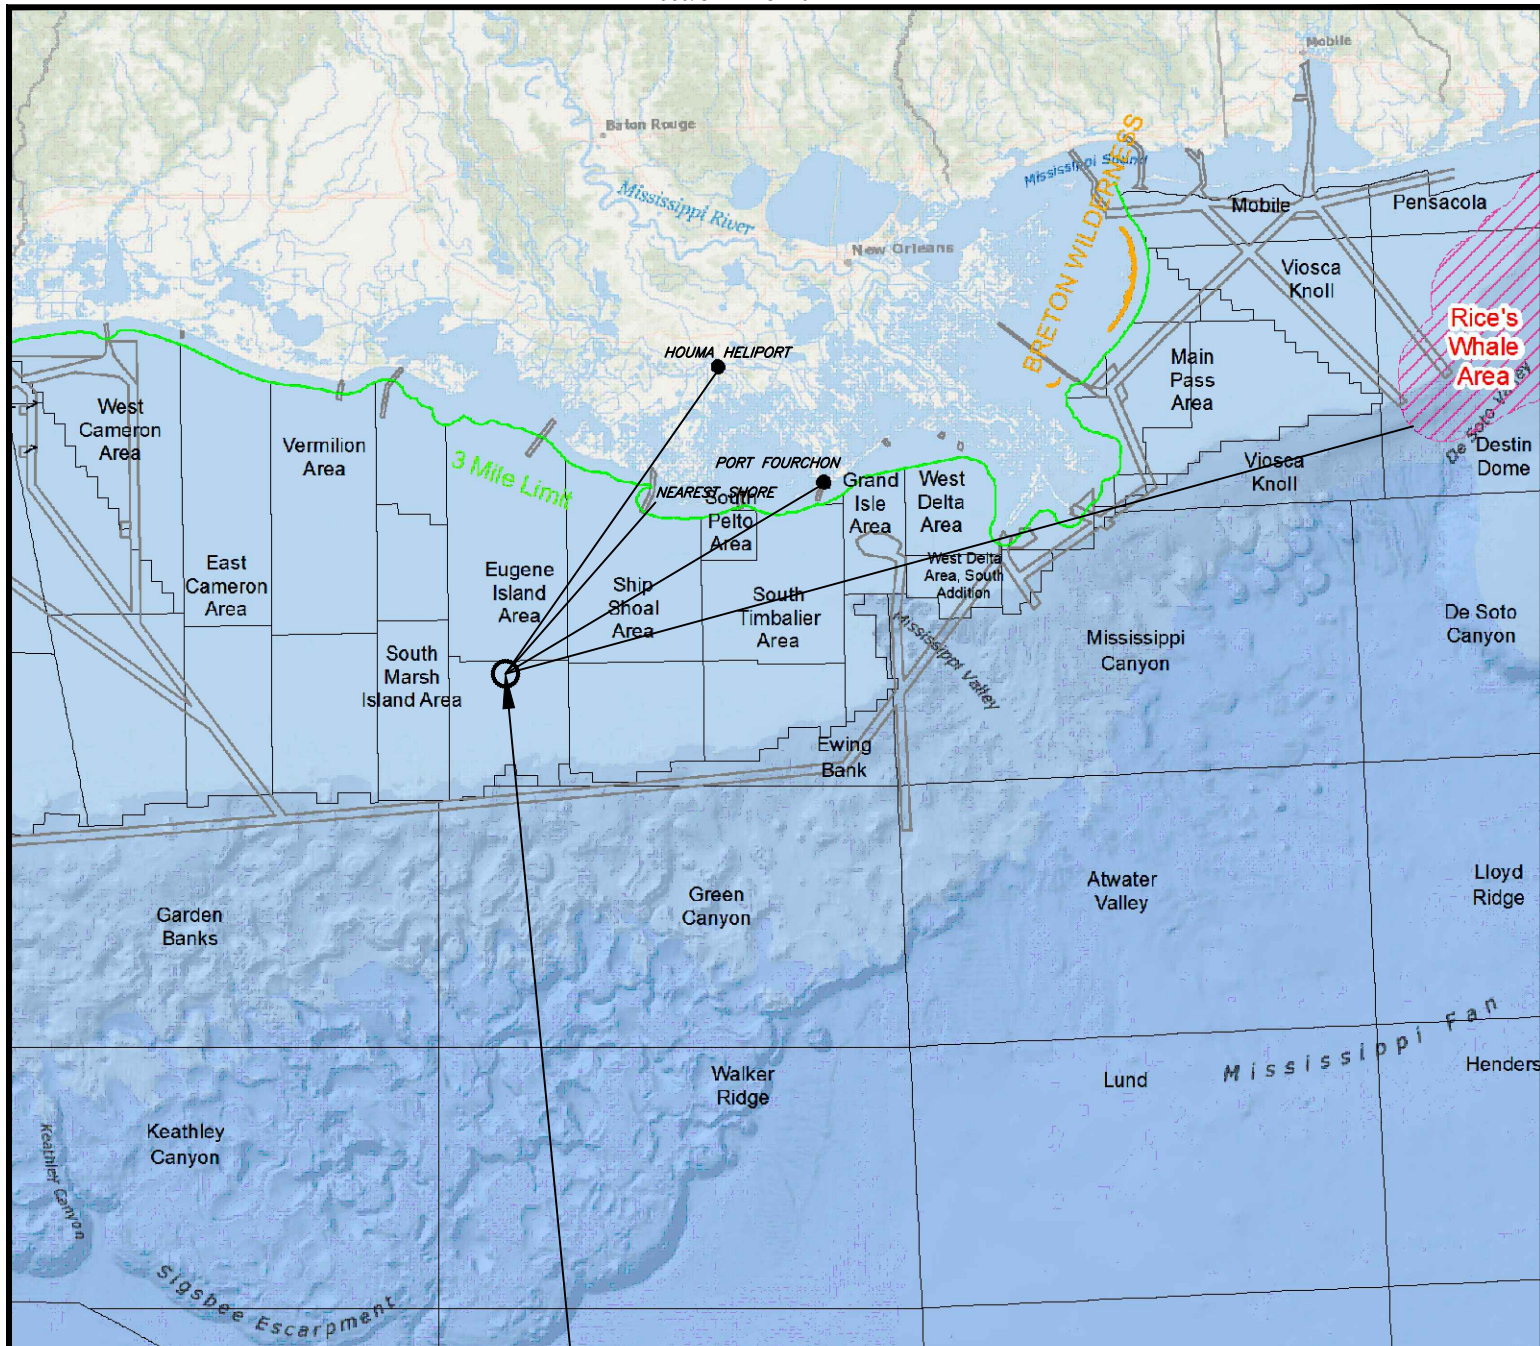 Mobile
Baton Rouge
Mississippi River
New Orleans
Mississippi Sound
BRETON WILDERNESS
Mobile
Pensacola
Viosca
Knoll
Rice's
Whale
Area
De Soto Valley
Main
Pass
Area
HOUMA HELIPORT
West
Cameron
Area
Vermilion
Area
3 Mile Limit
PORT FOURCHON
NEAREST SHORE
South
Pelto
Area
Grand
Isle
Area
West
Delta
Area
Viosca
Knoll
Destin
Dome
East
Cameron
Area
Eugene
Island
Area
Ship
Shoal
Area
South
Timbalier
Area
West Delta
Area, South
Addition
Mississippi Valley
South
Marsh
Island Area
Mississippi
Canyon
De Soto
Canyon
Ewing
Bank
Garden
Banks
Green
Canyon
Atwater
Valley
Lloyd
Ridge
Mississippi Fan
Keathley
Canyon
Keathley Canyon
Walker
Ridge
Lund
Henders
Sigsbee Escarpment